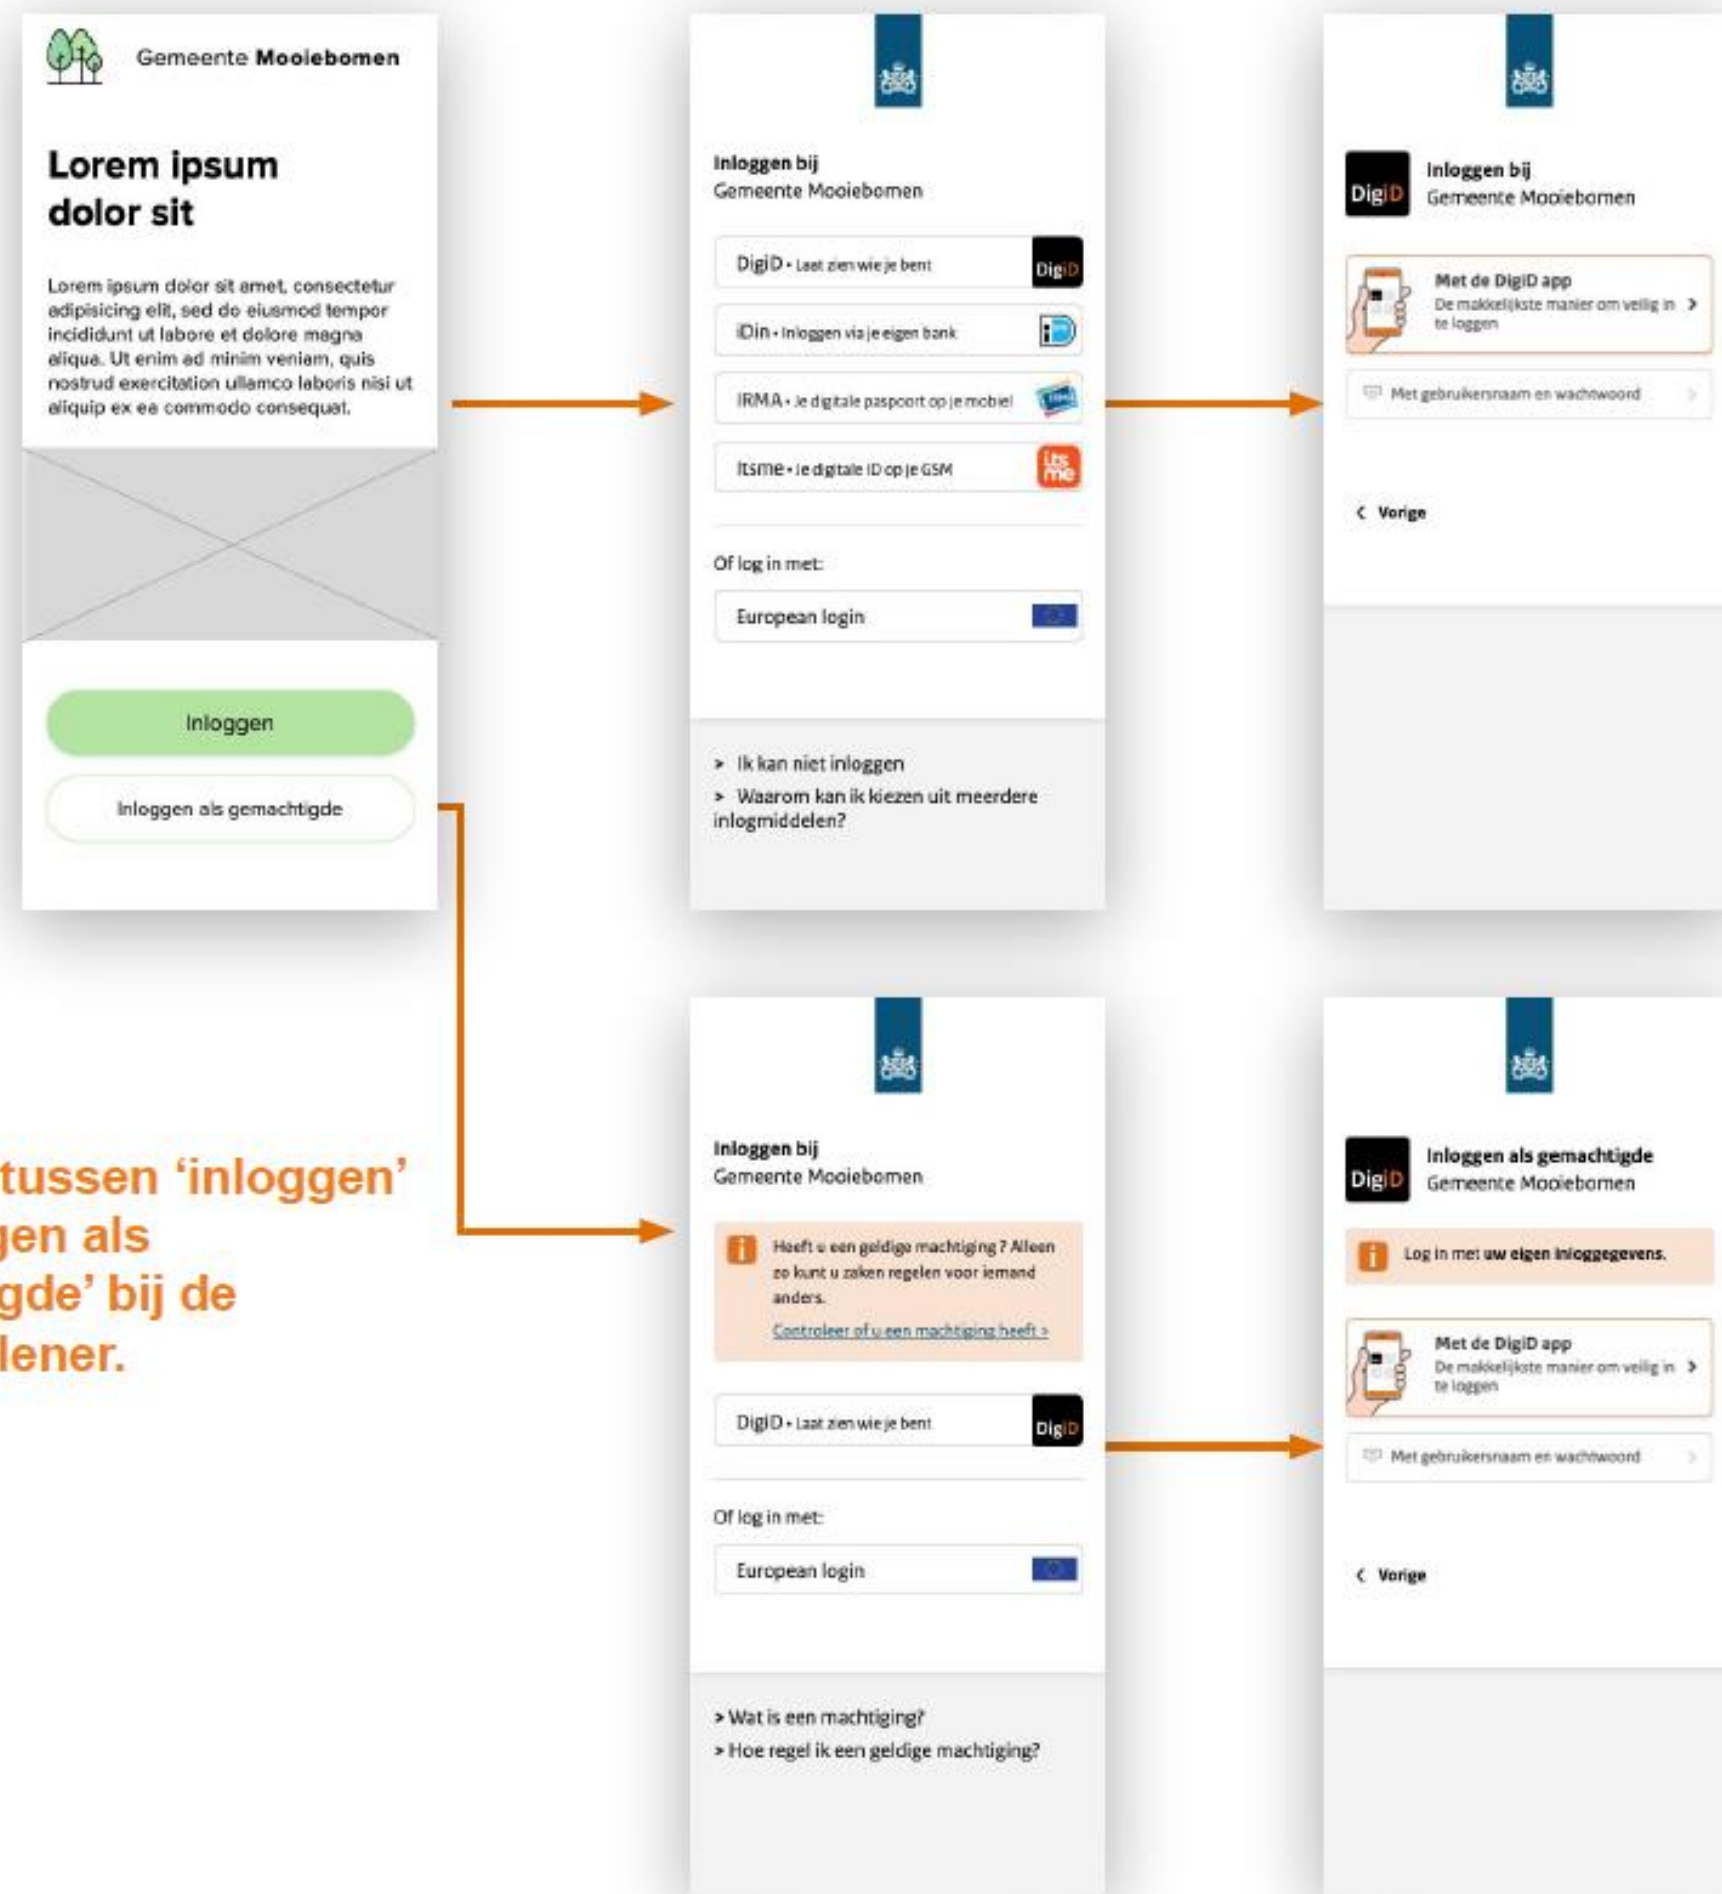 Gemeente Mooiebomen
Lorem ipsum
dolor sit
Lorem ipsum dolor sit amet, consectetur
adipisicing elit, sed do eiusmod tempor
incididunt ut labore et dolore magna
aliqua. Ut enim ad minim veniam, quis
nostrud exercitation ullamco laboris nisi ut
aliquip ex ea commodo consequat.
Inloggen
Inloggen als gemachtigde
Inloggen bij
Gemeente Mooiebomen
DigiD • Laat zien wie je bent
DigiD
iDin • Inloggen via je eigen bank
IRMA • Je digitale paspoort op je mobiel
IRMA
Itsme • Je digitale ID op je GSM
its
me
Of log in met:
European login
> Ik kan niet inloggen
> Waarom kan ik kiezen uit meerdere
inlogmiddelen?
DigiD
Inloggen bij
Gemeente Mooiebomen
Met de DigiD app
De makkelijkste manier om veilig in >
te loggen
Met gebruikersnaam en wachtwoord >
< Vorige
tussen ‘inloggen’
gen als
gde’ bij de
lener.
Inloggen bij
Gemeente Mooiebomen
i
Heeft u een geldige machtiging? Alleen
zo kunt u zaken regelen voor iemand
anders.
Controleer of u een machtiging heeft >
DigiD • Laat zien wie je bent
DigiD
Of log in met:
European login
> Wat is een machtiging?
> Hoe regel ik een geldige machtiging?
DigiD
Inloggen als gemachtigde
Gemeente Mooiebomen
i
Log in met uw eigen inloggegevens.
Met de DigiD app
De makkelijkste manier om veilig in >
te loggen
Met gebruikersnaam en wachtwoord >
< Vorige